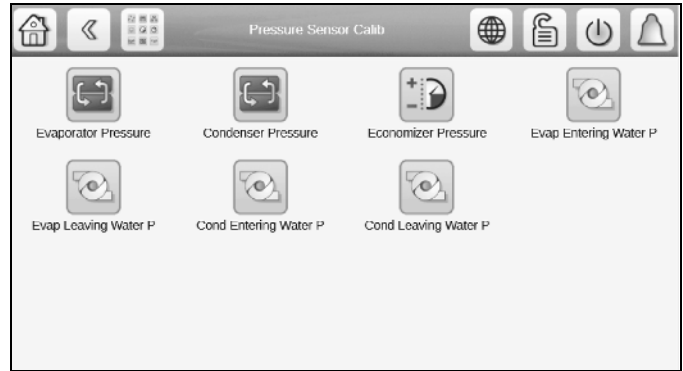 Pressure Sensor Calib
Evaporator Pressure
Condenser Pressure
Economizer Pressure
Evap Entering Water P
Evap Leaving Water P
Cond Entering Water P
Cond Leaving Water P